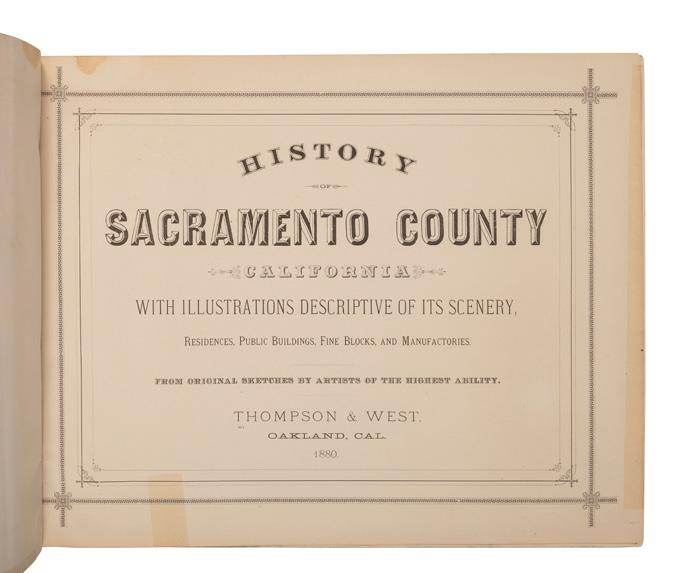 HISTORY
OF
SACRAMENTO COUNTY
CALIFORNIA
WITH ILLUSTRATIONS DESCRIPTIVE OF ITS SCENERY,
RESIDENCES, PUBLIC BUILDINGS, FINE BLOCKS, AND MANUFACTORIES.
FROM ORIGINAL SKETCHES BY ARTISTS OF THE HIGHEST ABILITY.
THOMPSON & WEST,
OAKLAND, CAL.
1880.